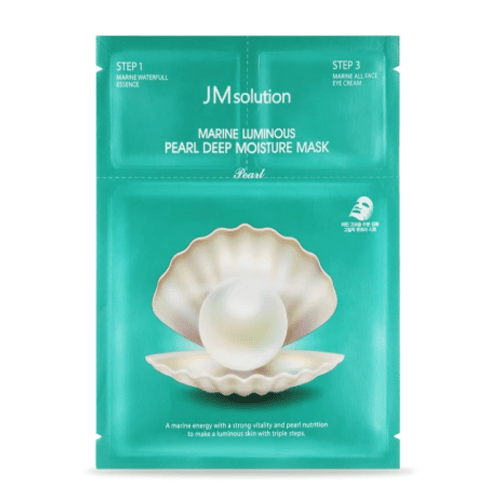 STEP 1
MARINE WATERFULL
ESSENCE
STEP 3
MARINE ALL FACE
EYE CREAM
JMsolution
MARINE LUMINOUS
PEARL DEEP MOISTURE MASK
Pearl
A marine energy with a strong vitality and pearl nutrition
to make a luminous skin with triple steps.